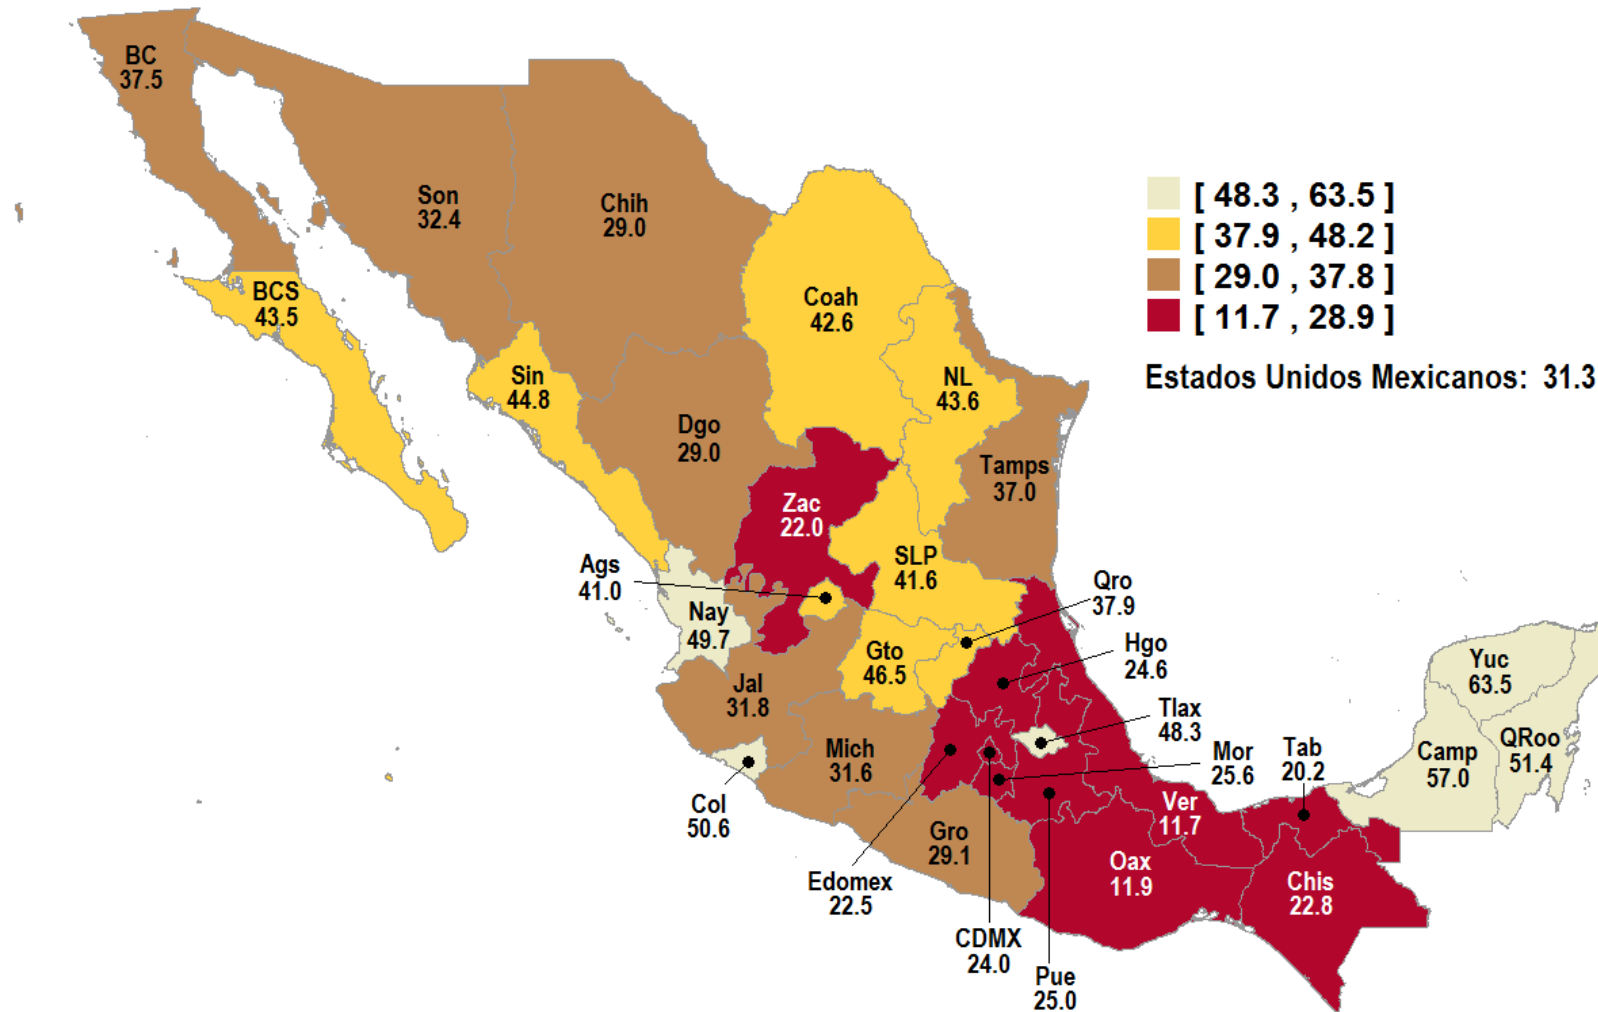 BC
37.5
Son
32.4
Chih
29.0
BCS
43.5
Coah
42.6
Sin
44.8
NL
43.6
Dgo
29.0
Tamps
37.0
Zac
22.0
[ 48.3 , 63.5 ]
[ 37.9 , 48.2 ]
[ 29.0 , 37.8 ]
[ 11.7 , 28.9 ]
Estados Unidos Mexicanos: 31.3
Ags
41.0
SLP
41.6
Qro
37.9
Nay
49.7
Gto
46.5
Hgo
24.6
Yuc
63.5
Jal
31.8
Tlax
48.3
Mich
31.6
Mor
25.6
Tab
20.2
Camp
57.0
QRoo
51.4
Col
50.6
Ver
11.7
Gro
29.1
Oax
11.9
Edomex
22.5
Chis
22.8
CDMX
24.0
Pue
25.0